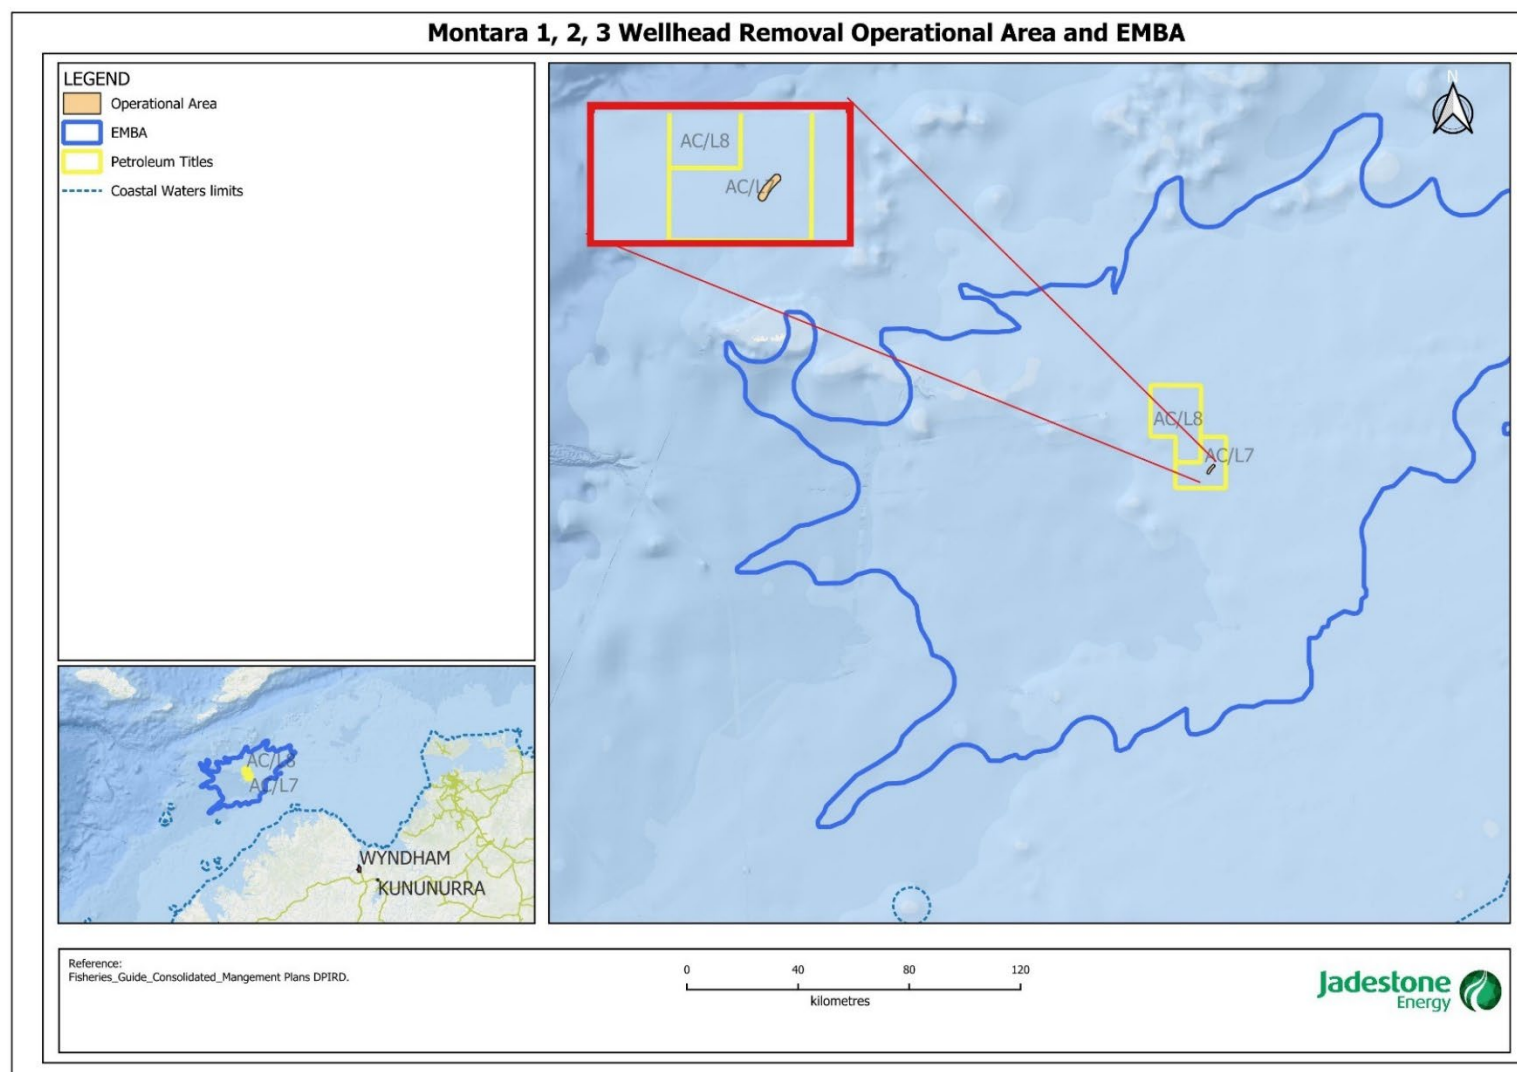 Montara 1, 2, 3 Wellhead Removal Operational Area and EMBA
LEGEND
Operational Area
EMBA
Petroleum Titles
Coastal Waters limits
N
AC/L8
AC/L7
AC/L8
AC/L7
AC/L8
AC/L7
WYNDHAM
KUNUNURRA
Reference:
Fisheries_Guide_Consolidated_Mangement Plans DPIRD.
0 40 80 120
kilometres
Jadestone
Energy